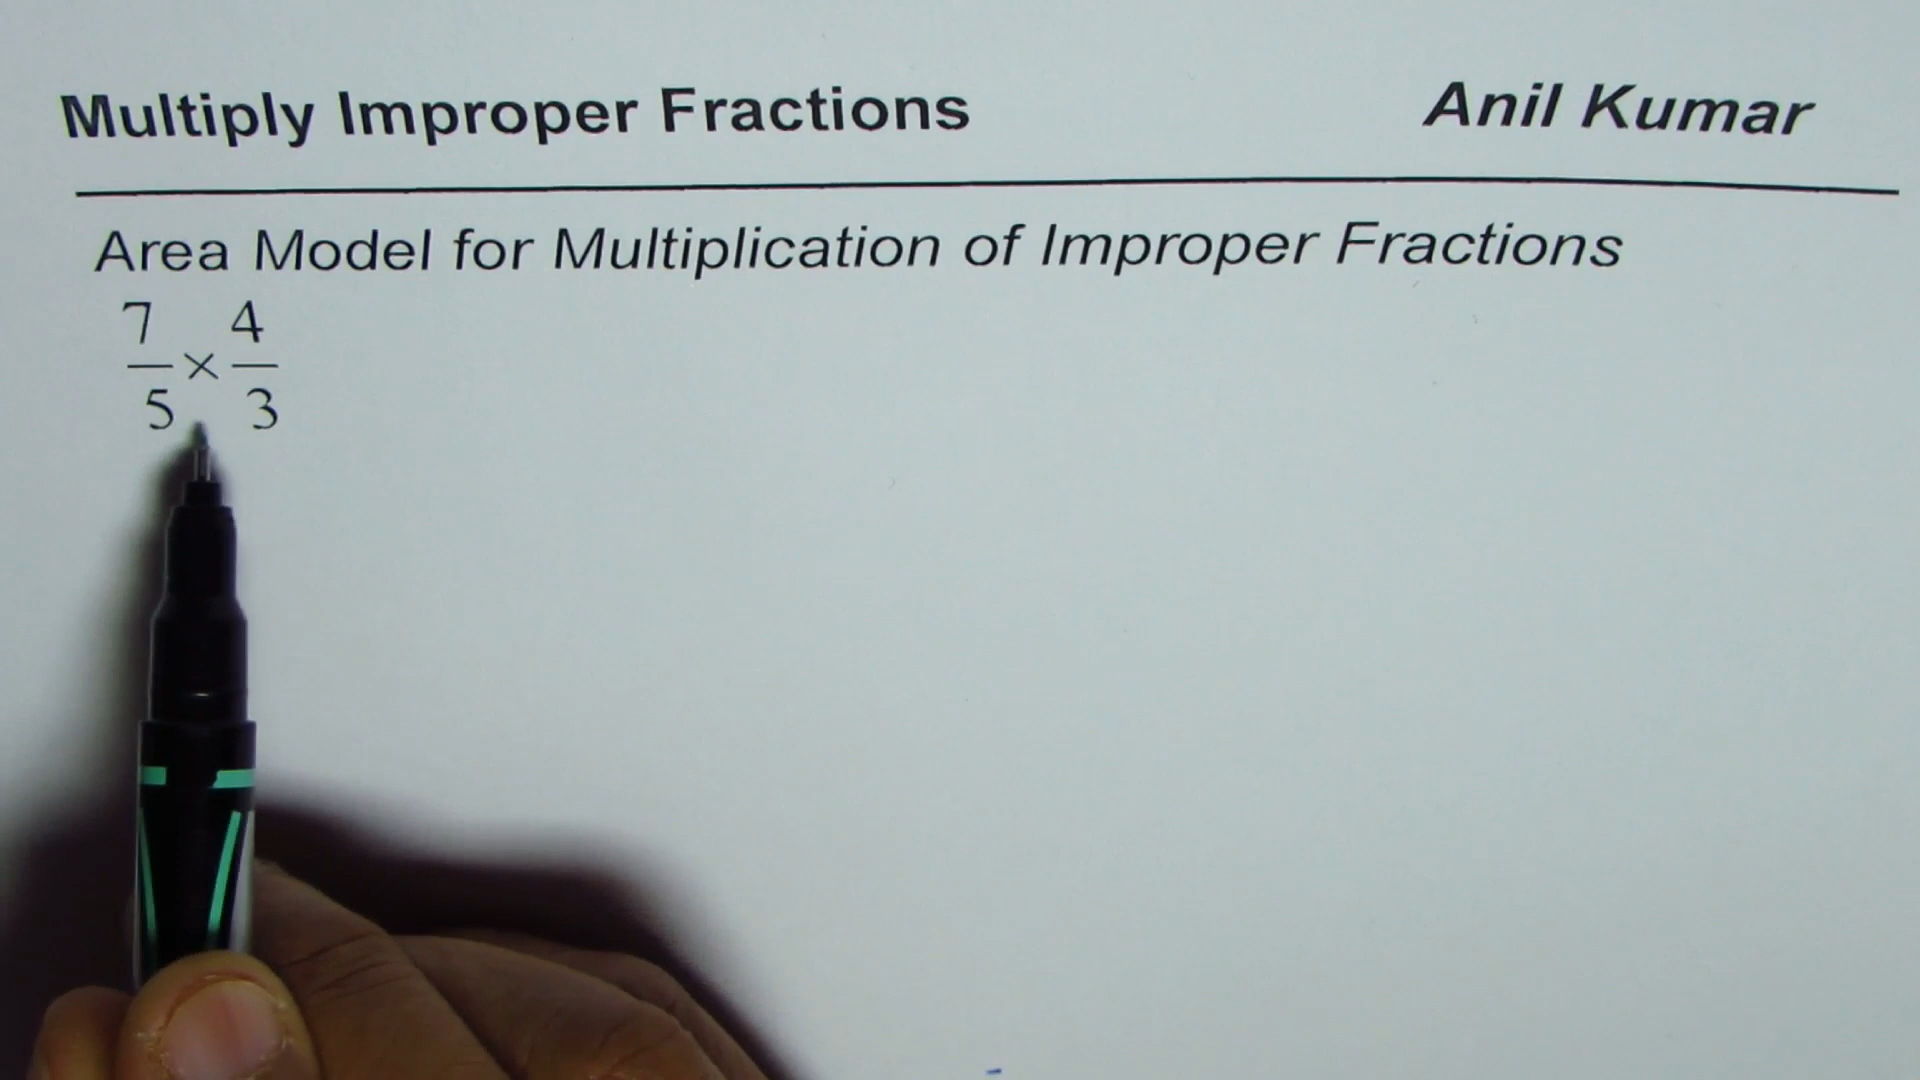 Multiply Improper Fractions Anil Kumar
Area Model for Multiplication of Improper Fractions
7/5 × 4/3